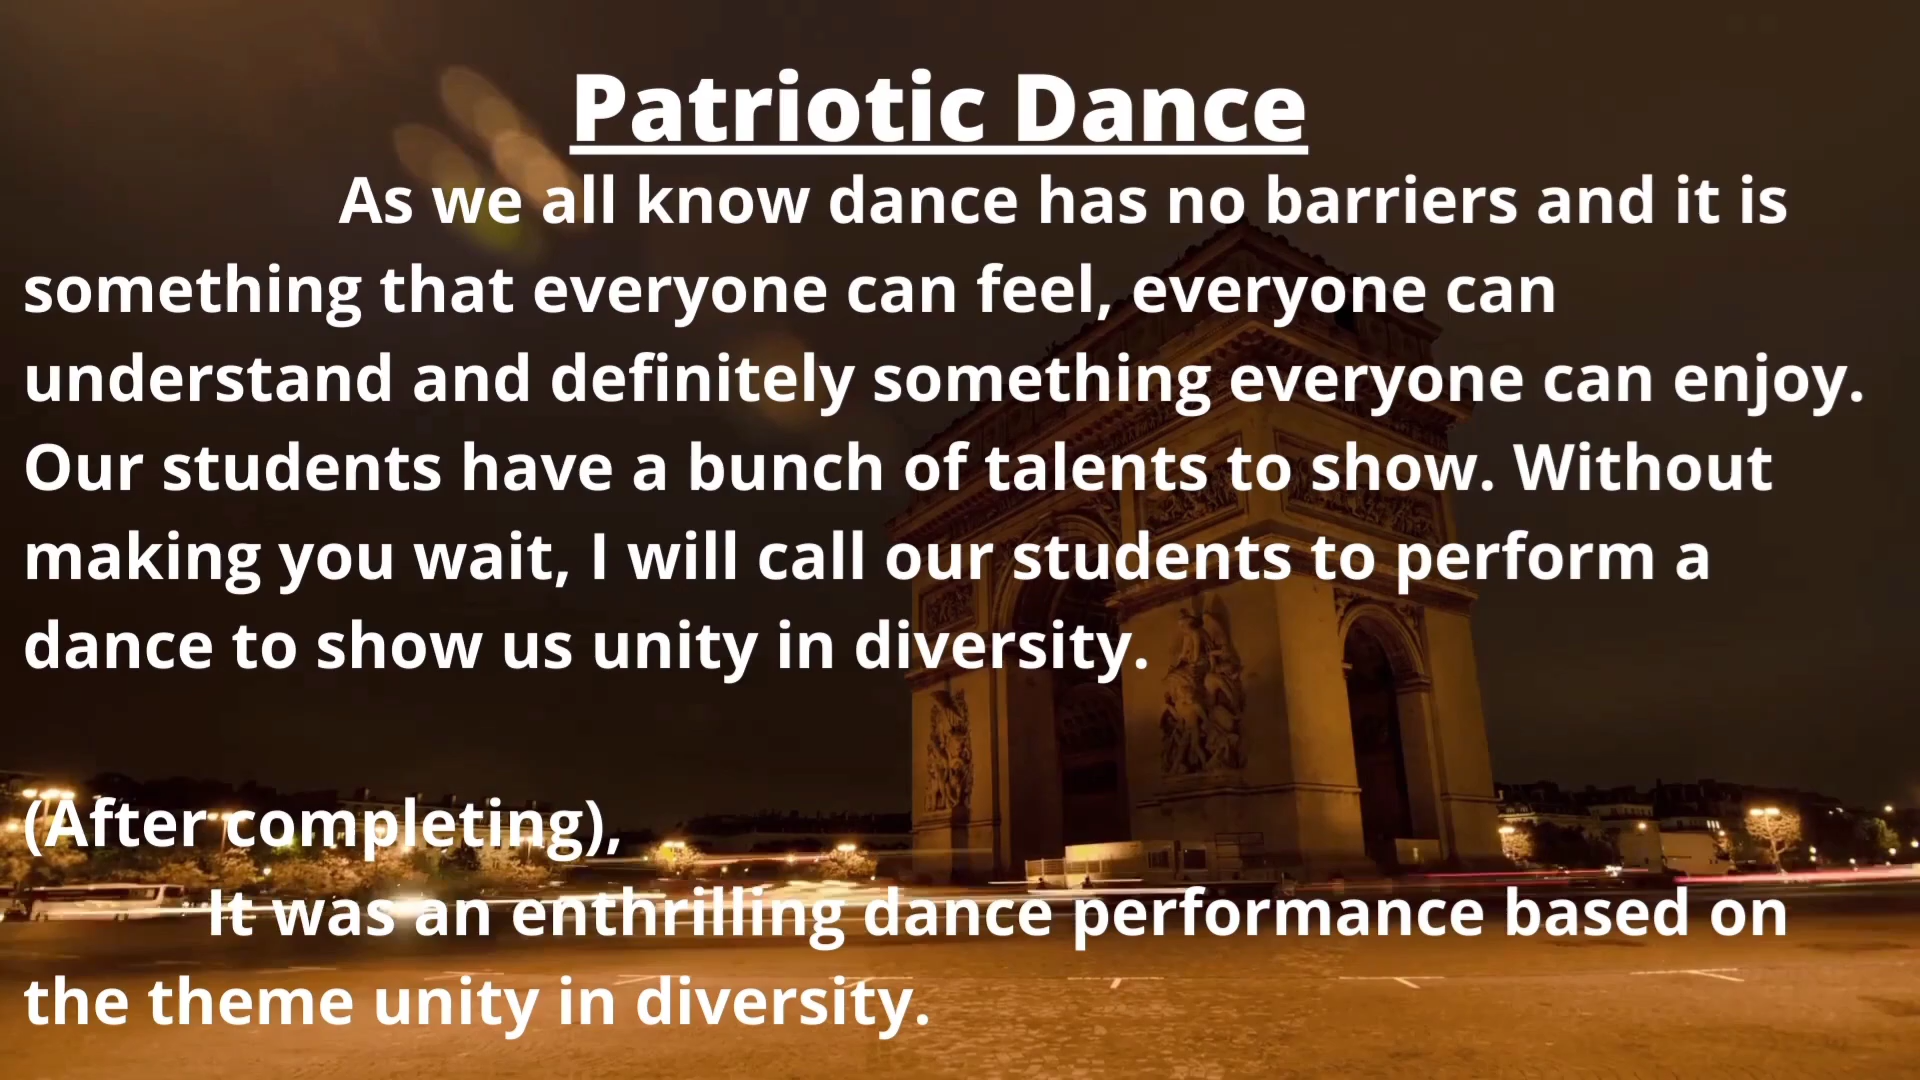 Patriotic Dance
As we all know dance has no barriers and it is
something that everyone can feel, everyone can
understand and definitely something everyone can enjoy.
Our students have a bunch of talents to show. Without
making you wait, I will call our students to perform a
dance to show us unity in diversity.
(After completing),
It was an enthrilling dance performance based on
the theme unity in diversity.